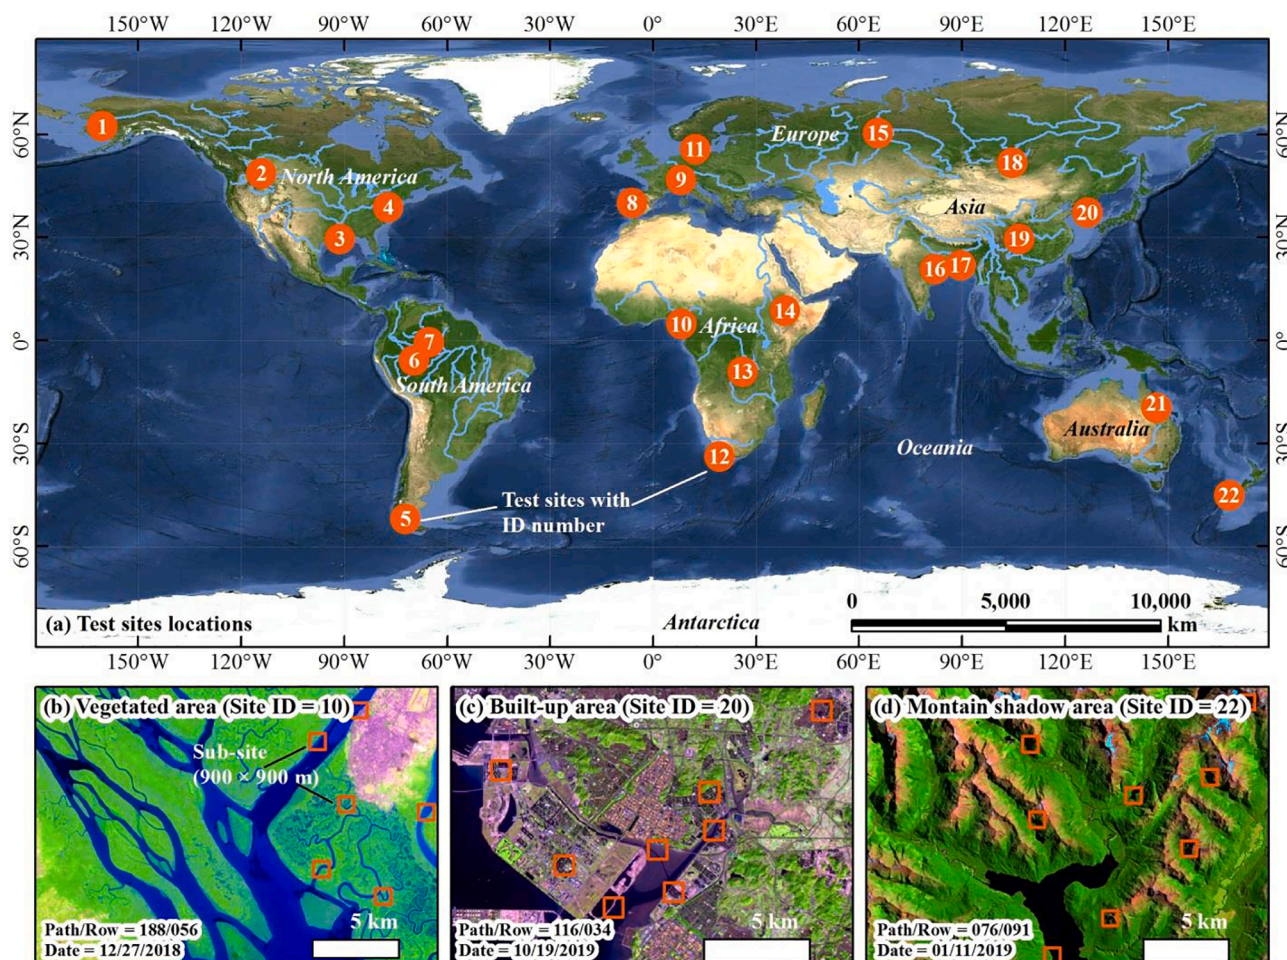 150°W 120°W 90°W 60°W 30°W 0° 30°E 60°E 90°E 120°E 150°E
60°N 60°N
30°N 30°N
0° 0°
30°S 30°S
60°S 60°S
1
2
North America
3
4
5
6
7
South America
8
9
10
Africa
11
Europe
12
13
14
15
16
17
18
Asia
19
20
21
Australia
Oceania
22
Test sites with
ID number
Antarctica
0 5,000 10,000
km
(a) Test sites locations
150°W 120°W 90°W 60°W 30°W 0° 30°E 60°E 90°E 120°E 150°E
(b) Vegetated area (Site ID = 10)
Sub-site
(900 × 900 m)
5 km
Path/Row = 188/056
Date = 12/27/2018
(c) Built-up area (Site ID = 20)
5 km
Path/Row = 116/034
Date = 10/19/2019
(d) Montain shadow area (Site ID = 22)
5 km
Path/Row = 076/091
Date = 01/11/2019